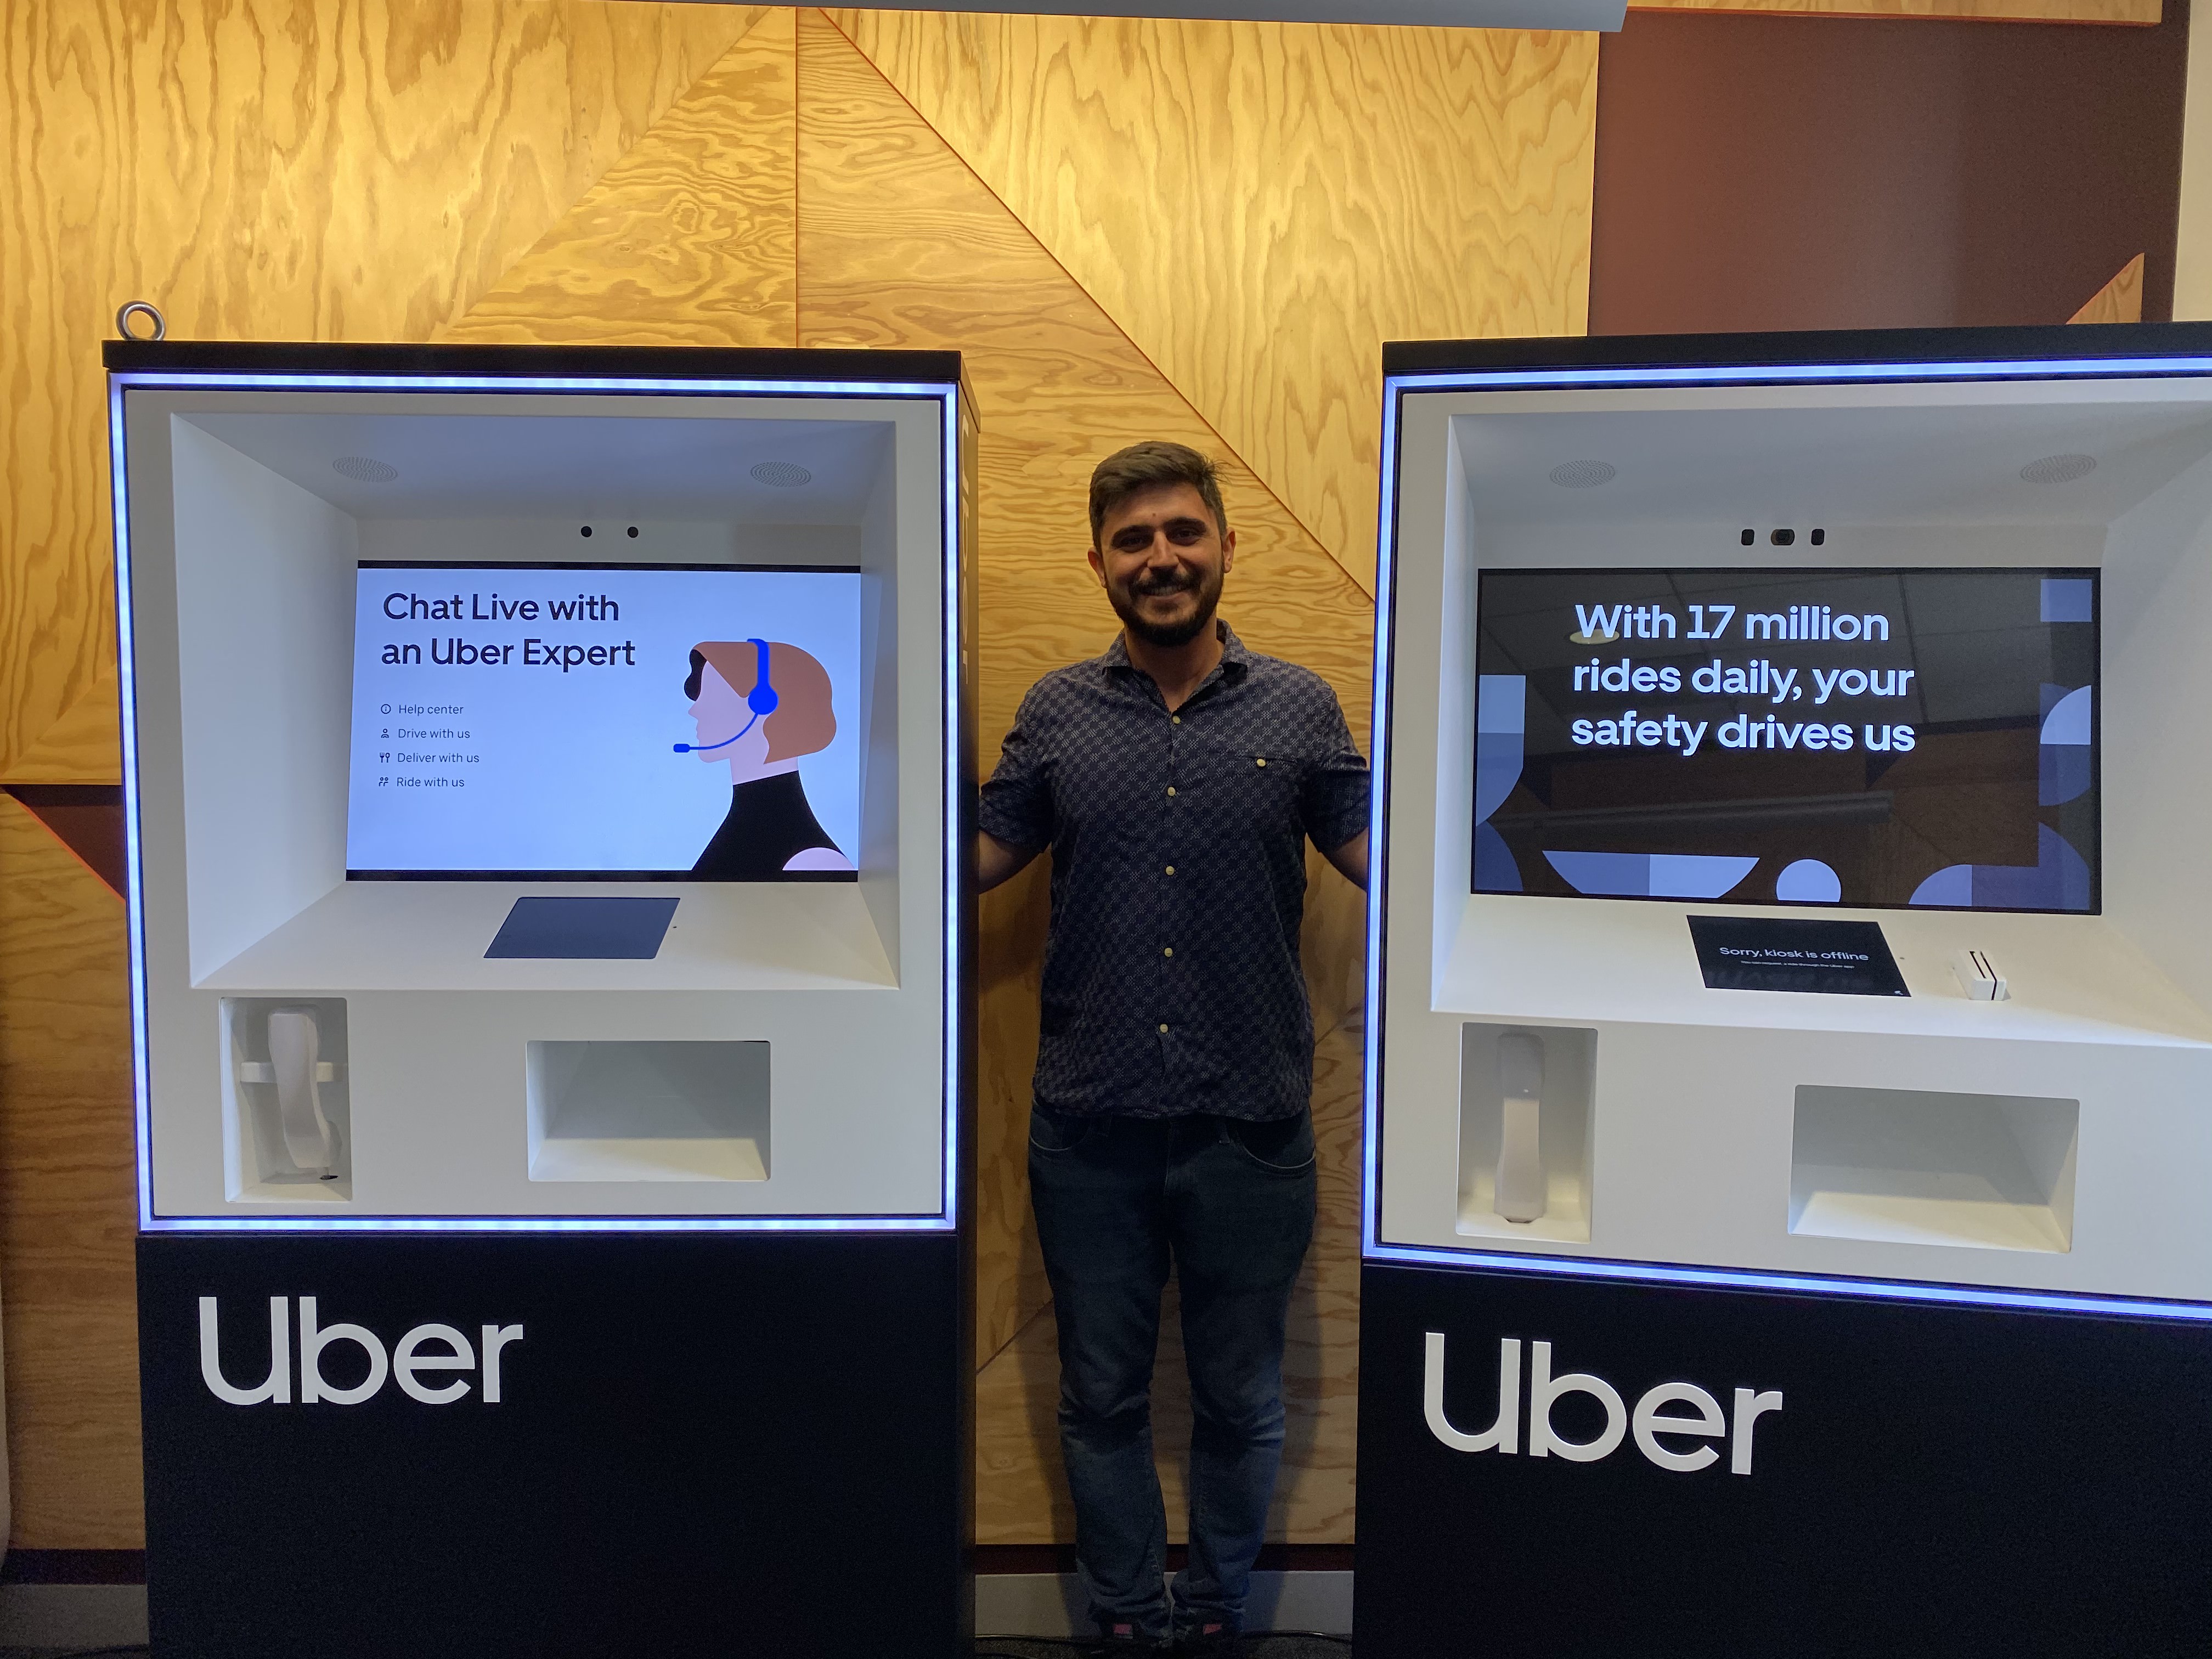 Chat Live with
an Uber Expert
Help center
Drive with us
Deliver with us
Ride with us
Uber
With 17 million
rides daily, your
safety drives us
Sorry, kiosk is offline
Uber